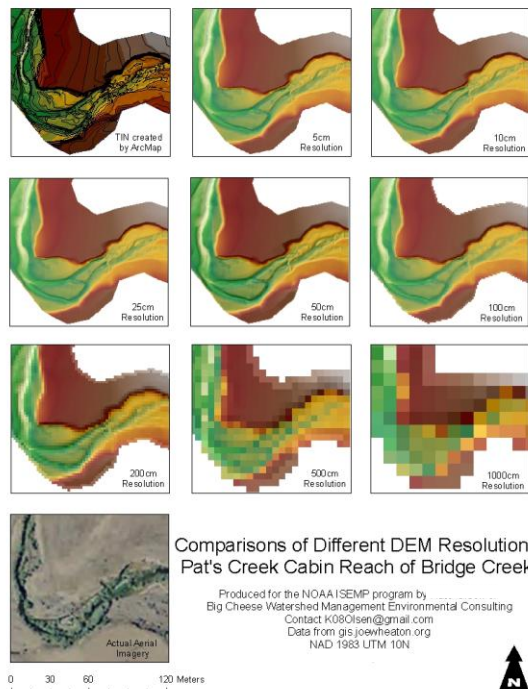 TIN created
by ArcMap
5cm
Resolution
10cm
Resolution
25cm
Resolution
50cm
Resolution
100cm
Resolution
200cm
Resolution
500cm
Resolution
1000cm
Resolution
Actual Aerial
Imagery
Comparisons of Different DEM Resolution
Pat's Creek Cabin Reach of Bridge Creek
Produced for the NOAA ISEMP program by
Big Cheese Watershed Management Environmental Consulting
Contact K08Olsen@gmail.com
Data from gis.joewheaton.org
NAD 1983 UTM 10N
0 30 60 120 Meters
N